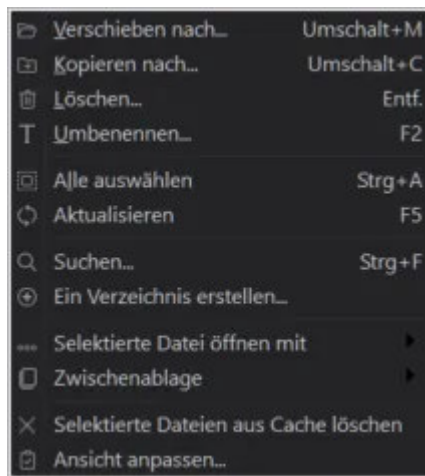 Verschieben nach... Umschalt+M
Kopieren nach... Umschalt+C
Löschen... Entf.
Umbenennen... F2
Alle auswählen Strg+A
Aktualisieren F5
Suchen... Strg+F
Ein Verzeichnis erstellen...
Selektierte Datei öffnen mit
Zwischenablage
Selektierte Dateien aus Cache löschen
Ansicht anpassen...